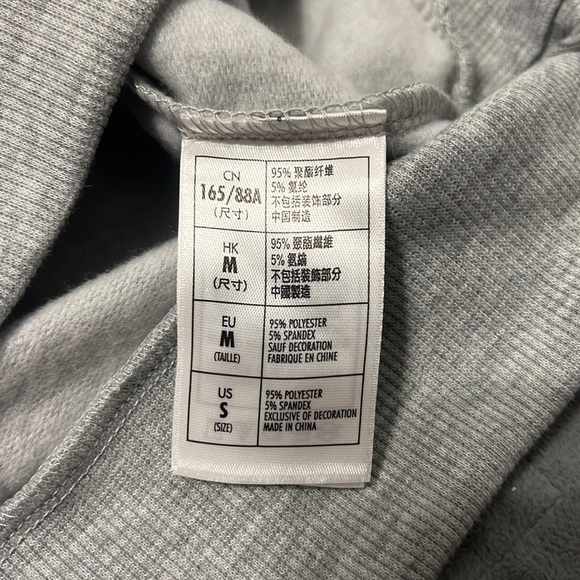 CN
165/88A
(尺寸)
95% 聚酯纤维
5% 氨纶
不包括装饰部分
中国制造
HK
M
(尺寸)
95% 聚酯纖維
5% 氨綸
不包括裝飾部分
中國製造
EU
M
(TAILLE)
95% POLYESTER
5% SPANDEX
SAUF DECORATION
FABRIQUE EN CHINE
US
S
(SIZE)
95% POLYESTER
5% SPANDEX
EXCLUSIVE OF DECORATION
MADE IN CHINA